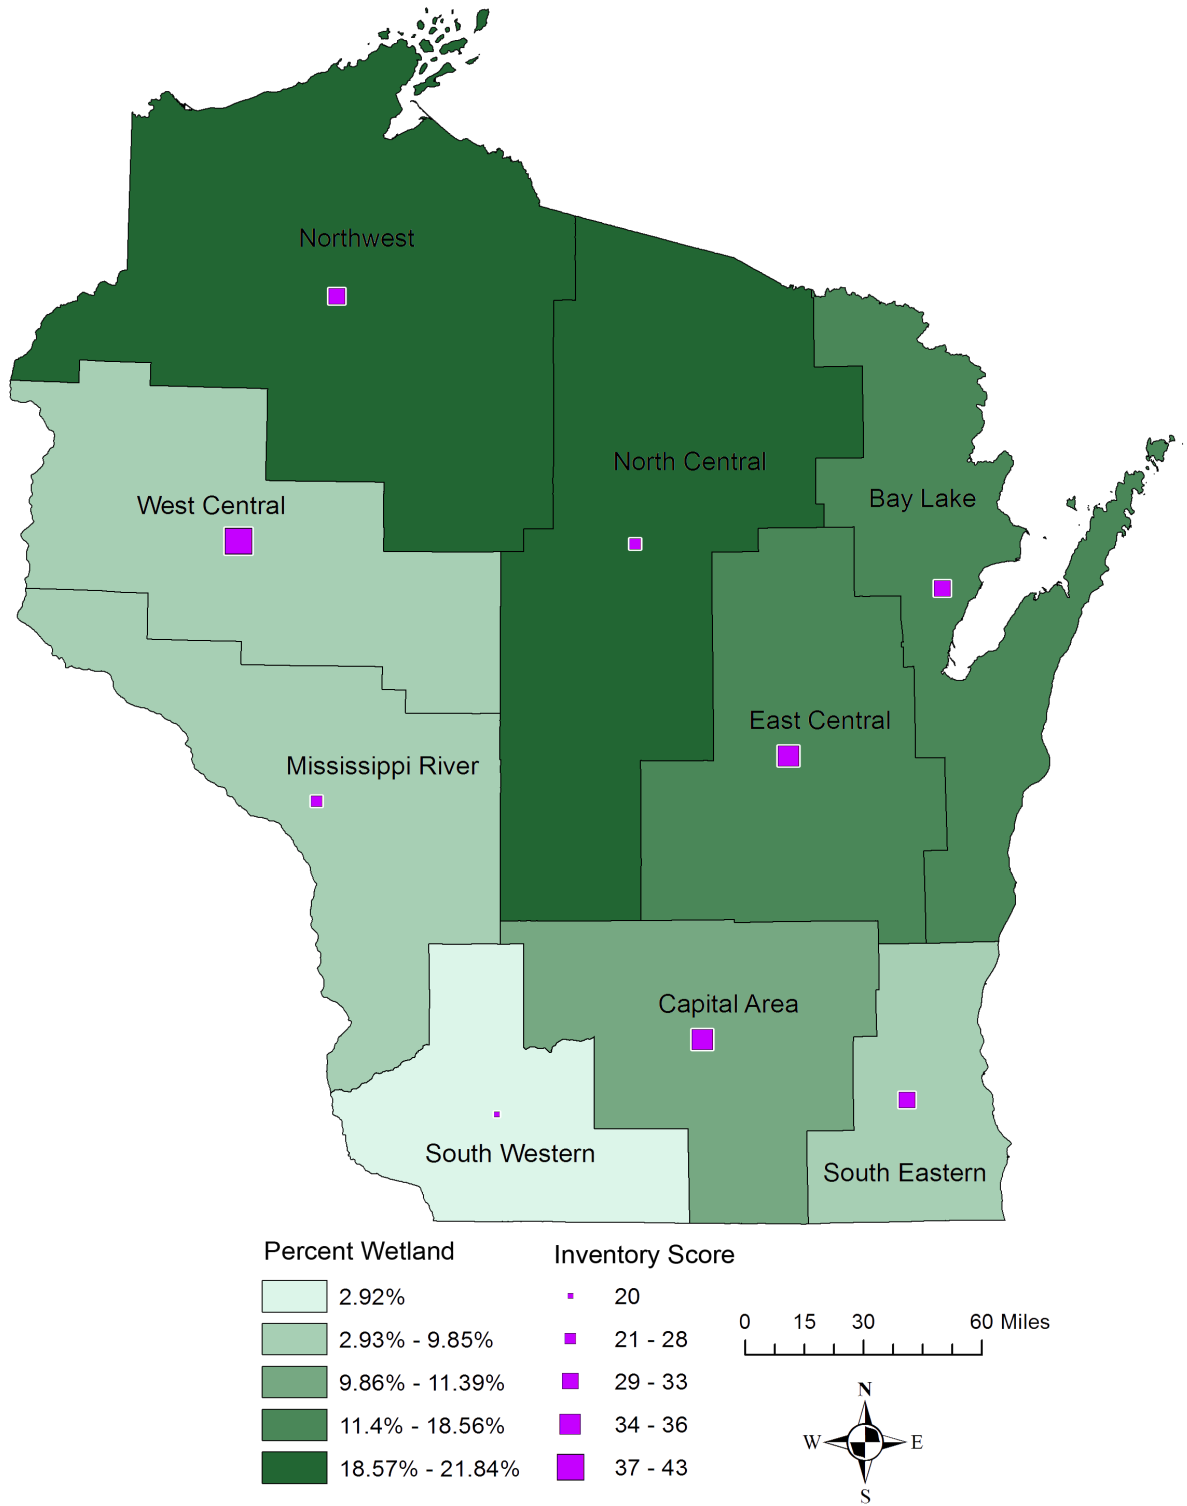 Northwest
North Central
Bay Lake
West Central
East Central
Mississippi River
Capital Area
South Western
South Eastern
Percent Wetland
2.92%
2.93% - 9.85%
9.86% - 11.39%
11.4% - 18.56%
18.57% - 21.84%
Inventory Score
20
21 - 28
29 - 33
34 - 36
37 - 43
0 15 30 60 Miles
N
W E
S